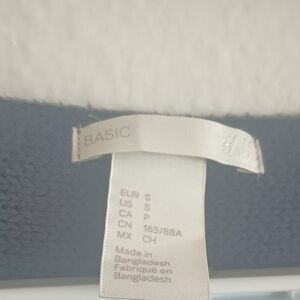 BASIC
EUR S
US S
CA P
CN 165/88A
MX CH
Made in
Bangladesh
Fabriqué en
Bangladesh